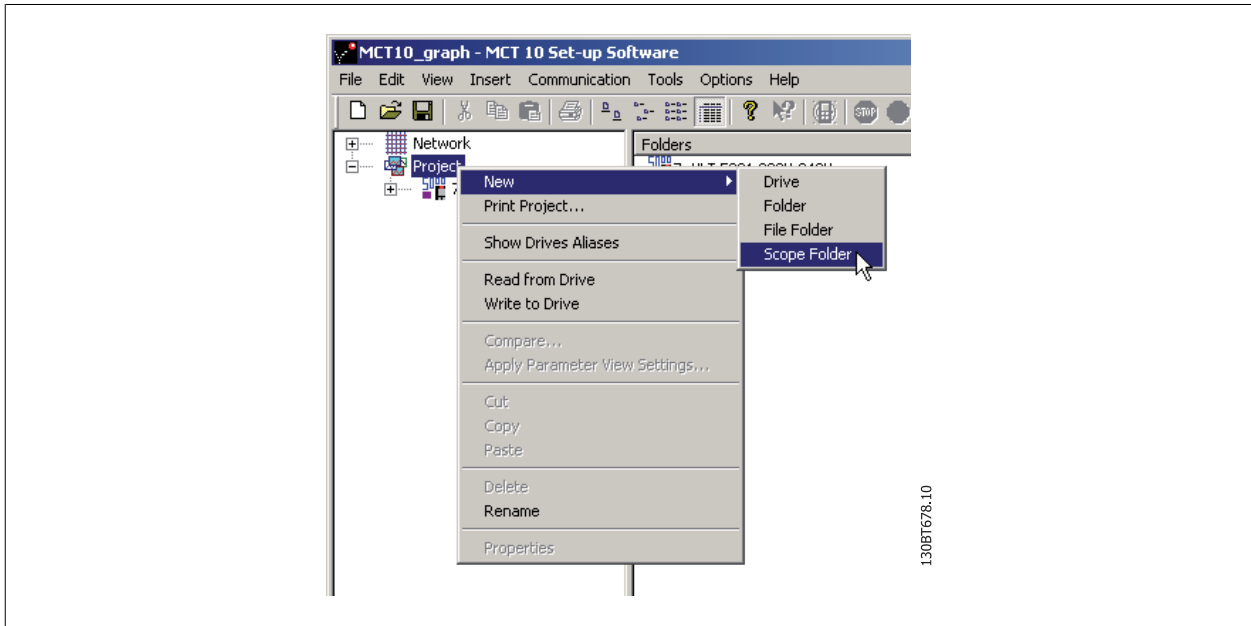 MCT10_graph - MCT 10 Set-up Software
File Edit View Insert Communication Tools Options Help
STOP
Network
Folders
Project
New
Drive
Print Project...
Folder
File Folder
Show Drives Aliases
Scope Folder
Read from Drive
Write to Drive
Compare...
Apply Parameter View Settings...
Cut
Copy
Paste
Delete
Rename
Properties
130BT678.10